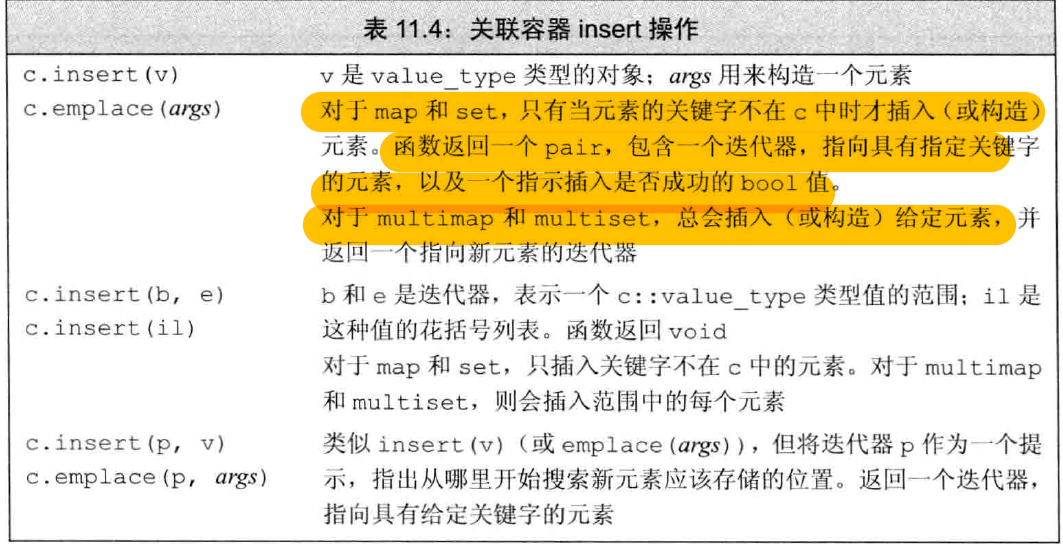 表 11.4：关联容器 insert 操作
c.insert(v) v 是 value_type 类型的对象；args 用来构造一个元素
c.emplace(args) 对于 map 和 set，只有当元素的关键字不在 c 中时才插入（或构造）
元素。函数返回一个 pair，包含一个迭代器，指向具有指定关键字
的元素，以及一个指示插入是否成功的 bool 值。
对于 multimap 和 multiset，总会插入（或构造）给定元素，并
返回一个指向新元素的迭代器
c.insert(b, e) b 和 e 是迭代器，表示一个 c::value_type 类型值的范围；il 是
c.insert(il) 这种值的花括号列表。函数返回 void
对于 map 和 set，只插入关键字不在 c 中的元素。对于 multimap
和 multiset，则会插入范围中的每个元素
c.insert(p, v) 类似 insert(v)（或 emplace(args)），但将迭代器 p 作为一个提
c.emplace(p, args) 示，指出从哪里开始搜索新元素应该存储的位置。返回一个迭代器，
指向具有给定关键字的元素